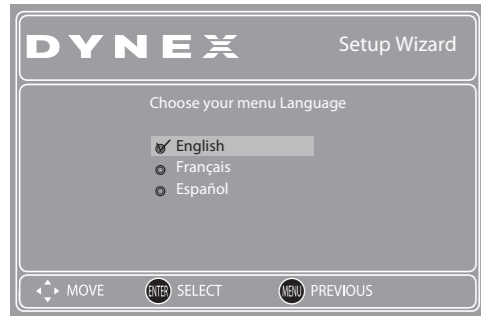 DYNEX Setup Wizard
Choose your menu Language
English
Français
Español
MOVE ENTER SELECT MENU PREVIOUS